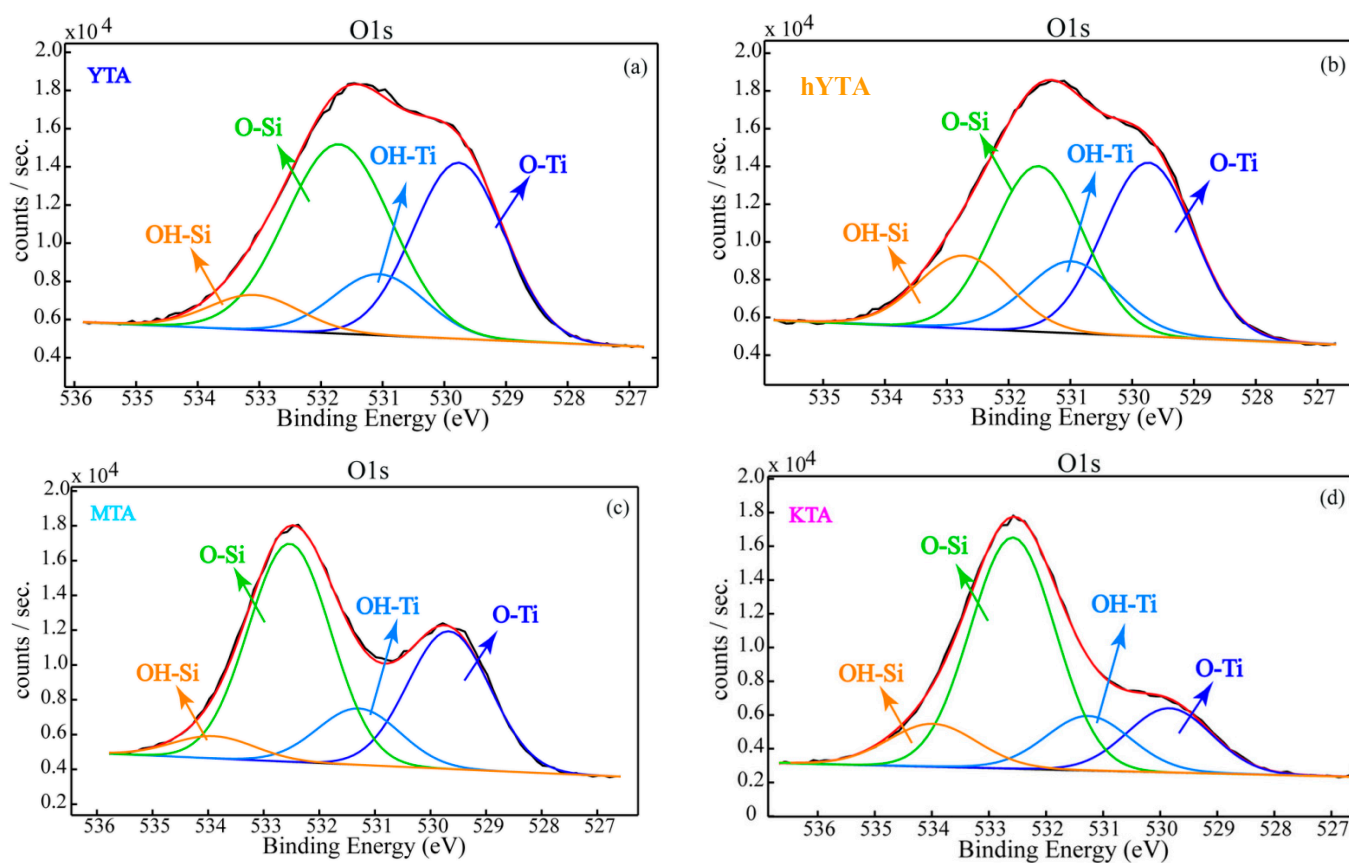 O1s
x 10⁴
2.0
1.8
1.6
1.4
1.2
1.0
0.8
0.6
0.4
counts / sec.
YTA
(a)
O-Si
OH-Ti
O-Ti
OH-Si
536 535 534 533 532 531 530 529 528 527
Binding Energy (eV)
O1s
x 10⁴
2.0
1.8
1.6
1.4
1.2
1.0
0.8
0.6
0.4
counts / sec.
hYTA
(b)
O-Si
OH-Ti
O-Ti
OH-Si
535 534 533 532 531 530 529 528 527
Binding Energy (eV)
O1s
x 10⁴
2.0
1.8
1.6
1.4
1.2
1.0
0.8
0.6
0.4
0.2
counts / sec.
MTA
(c)
O-Si
OH-Ti
O-Ti
OH-Si
536 535 534 533 532 531 530 529 528 527
Binding Energy (eV)
O1s
x 10⁴
2.0
1.8
1.6
1.4
1.2
1.0
0.8
0.6
0.4
0.2
0
counts / sec.
KTA
(d)
O-Si
OH-Ti
O-Ti
OH-Si
536 535 534 533 532 531 530 529 528 527
Binding Energy (eV)